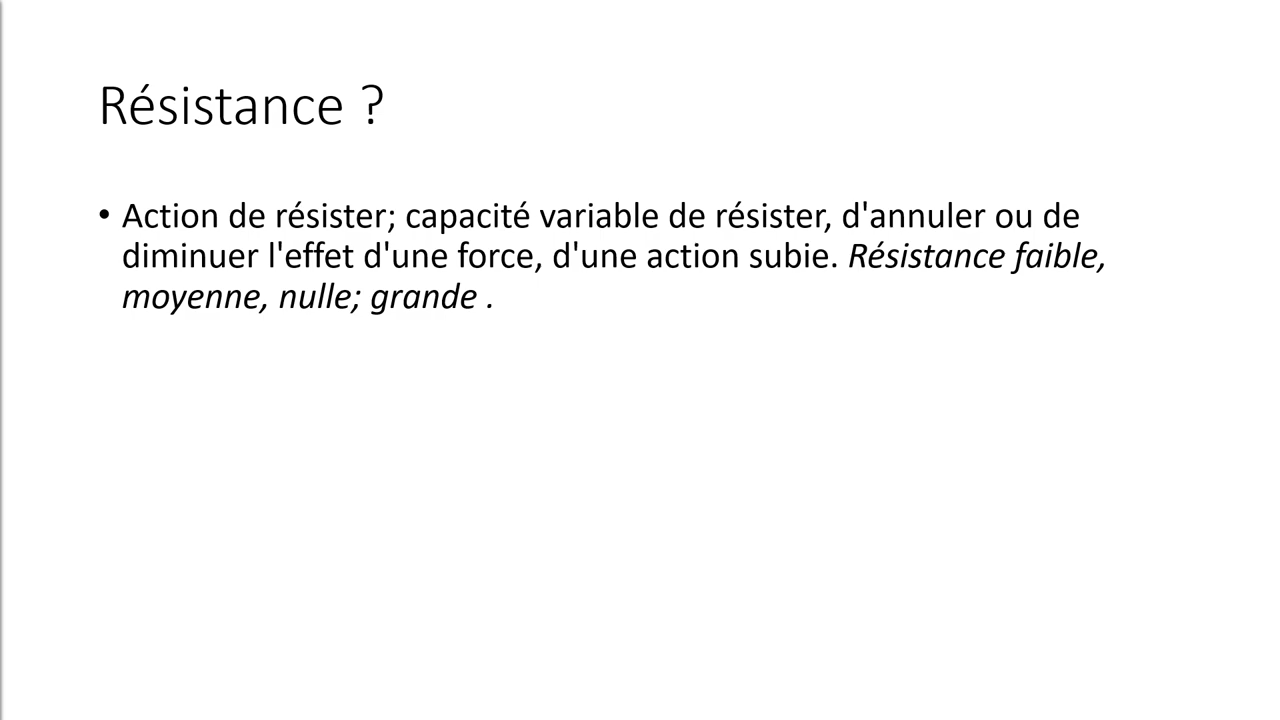 Résistance ?
• Action de résister; capacité variable de résister, d'annuler ou de
diminuer l'effet d'une force, d'une action subie. Résistance faible,
moyenne, nulle; grande .